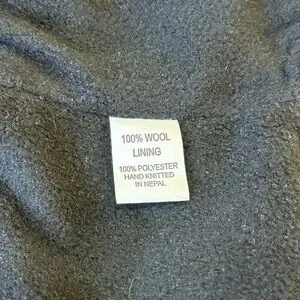 100% WOOL
LINING
100% POLYESTER
HAND KNITTED
IN NEPAL